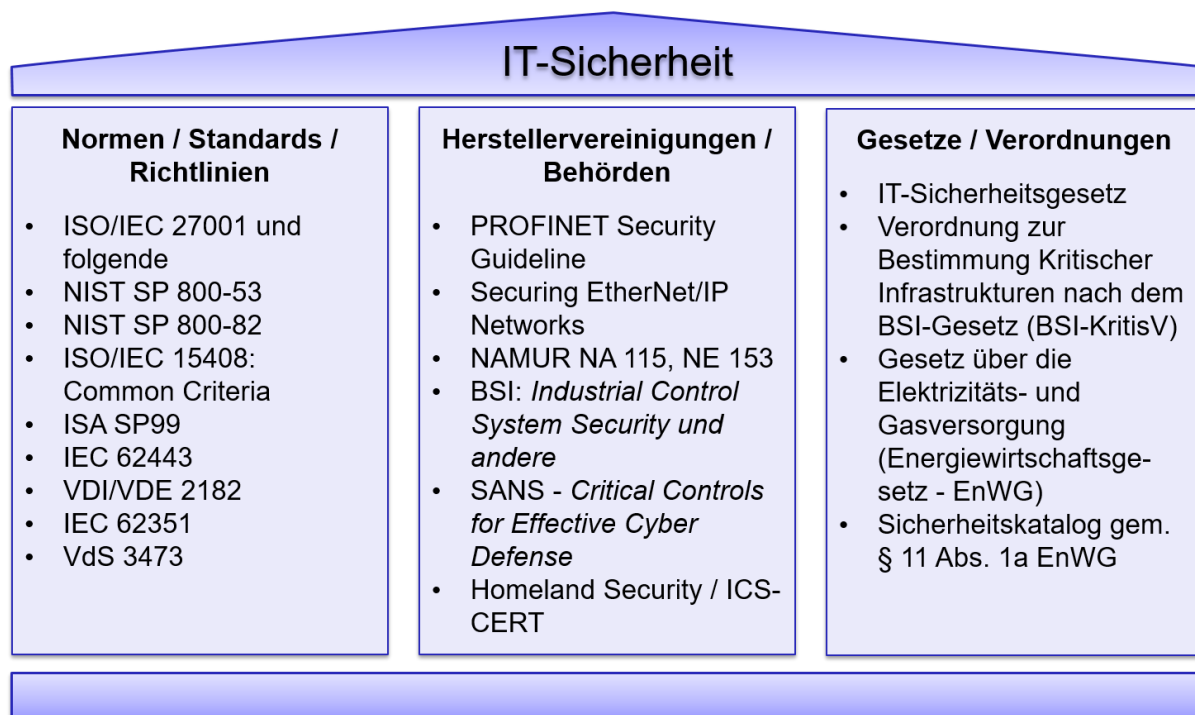 IT-Sicherheit
Normen / Standards /
Richtlinien
• ISO/IEC 27001 und
folgende
• NIST SP 800-53
• NIST SP 800-82
• ISO/IEC 15408:
Common Criteria
• ISA SP99
• IEC 62443
• VDI/VDE 2182
• IEC 62351
• VdS 3473
Herstellervereinigungen /
Behörden
• PROFINET Security
Guideline
• Securing EtherNet/IP
Networks
• NAMUR NA 115, NE 153
• BSI: Industrial Control
System Security und
andere
• SANS - Critical Controls
for Effective Cyber
Defense
• Homeland Security / ICS-
CERT
Gesetze / Verordnungen
• IT-Sicherheitsgesetz
• Verordnung zur
Bestimmung Kritischer
Infrastrukturen nach dem
BSI-Gesetz (BSI-KritisV)
• Gesetz über die
Elektrizitäts- und
Gasversorgung
(Energiewirtschaftsge-
setz - EnWG)
• Sicherheitskatalog gem.
§ 11 Abs. 1a EnWG